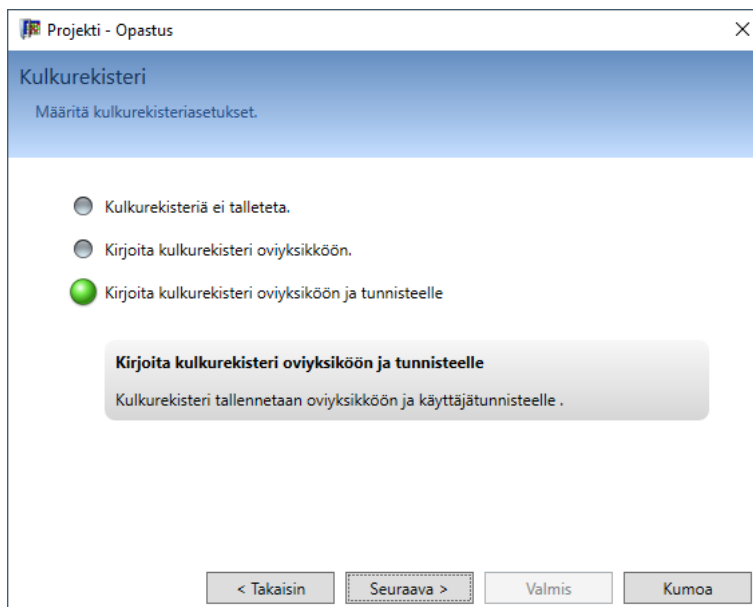 Projekti - Opastus
Kulkurekisteri
Määritä kulkurekisteriasetukset.
Kulkurekisteriä ei talleteta.
Kirjoita kulkurekisteri oviyksikköön.
Kirjoita kulkurekisteri oviyksiköön ja tunnisteelle
Kirjoita kulkurekisteri oviyksiköön ja tunnisteelle
Kulkurekisteri tallennetaan oviyksikköön ja käyttäjätunnisteelle .
< Takaisin
Seuraava >
Valmis
Kumoa